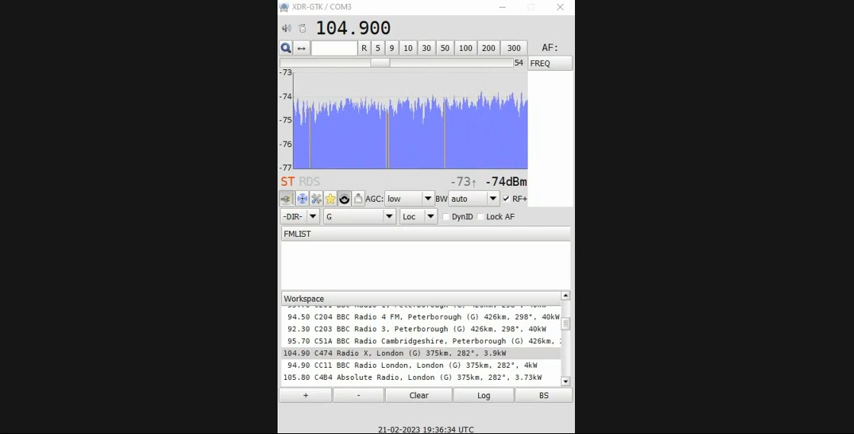 XDR-GTK / COM3
104.900
R 5 9 10 30 50 100 200 300 AF:
54 FREQ
-73
-74
-75
-76
-77
ST RDS -73↑ -74dBm
AGC: low BW auto RF+
-DIR- G Loc DynID Lock AF
FMLIST
Workspace
94.50 C204 BBC Radio 4 FM, Peterborough (G) 426km, 298°, 40kW
92.30 C203 BBC Radio 3, Peterborough (G) 426km, 298°, 40kW
95.70 C51A BBC Radio Cambridgeshire, Peterborough (G) 426km,
104.90 C474 Radio X, London (G) 375km, 282°, 3.9kW
94.90 CC11 BBC Radio London, London (G) 375km, 282°, 4kW
105.80 C4B4 Absolute Radio, London (G) 375km, 282°, 3.73kW
+ - Clear Log BS
21-02-2023 19:36:34 UTC